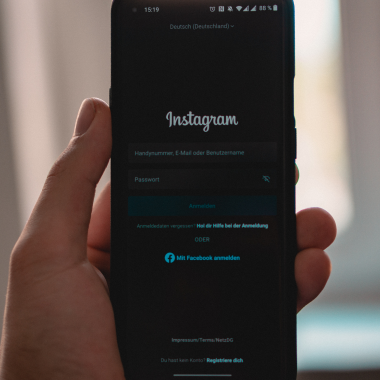 15:19
88 %
Deutsch (Deutschland)
Instagram
Handynummer, E-Mail oder Benutzername
Passwort
Anmelden
Anmeldedaten vergessen? Hol dir Hilfe bei der Anmeldung
ODER
Mit Facebook anmelden
Impressum/Terms/NetzDG
Du hast kein Konto? Registriere dich